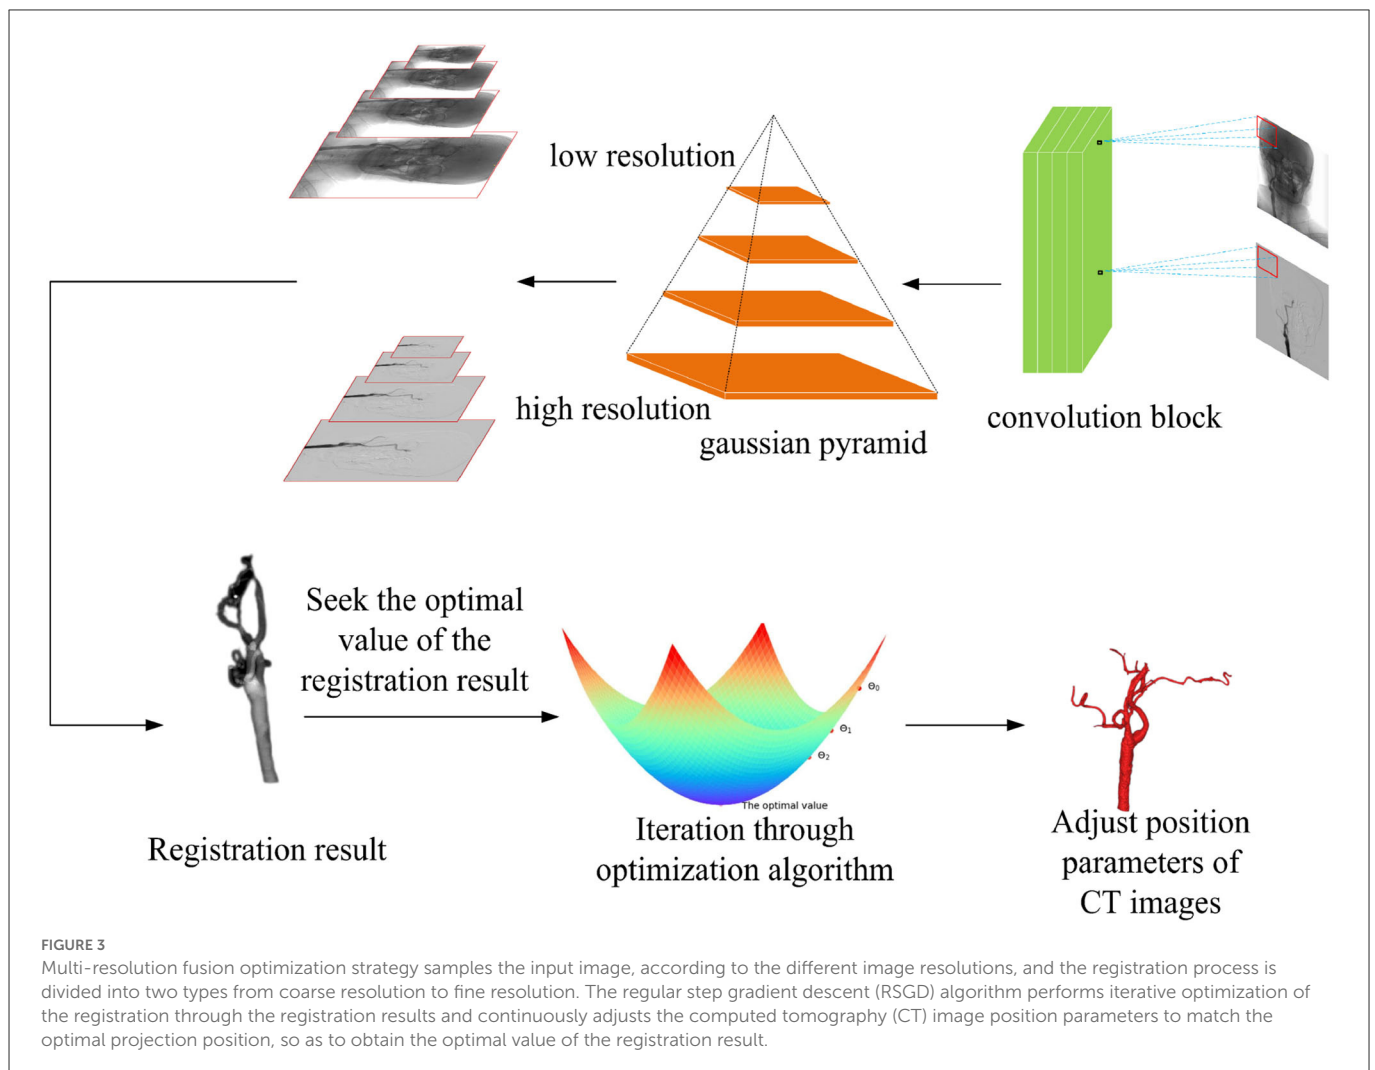 low resolution
high resolution
gaussian pyramid
convolution block
Seek the optimal
value of the
registration result
Θ0
Θ1
Θ2
The optimal value
Registration result
Iteration through
optimization algorithm
Adjust position
parameters of
CT images
FIGURE 3
Multi-resolution fusion optimization strategy samples the input image, according to the different image resolutions, and the registration process is
divided into two types from coarse resolution to fine resolution. The regular step gradient descent (RSGD) algorithm performs iterative optimization of
the registration through the registration results and continuously adjusts the computed tomography (CT) image position parameters to match the
optimal projection position, so as to obtain the optimal value of the registration result.